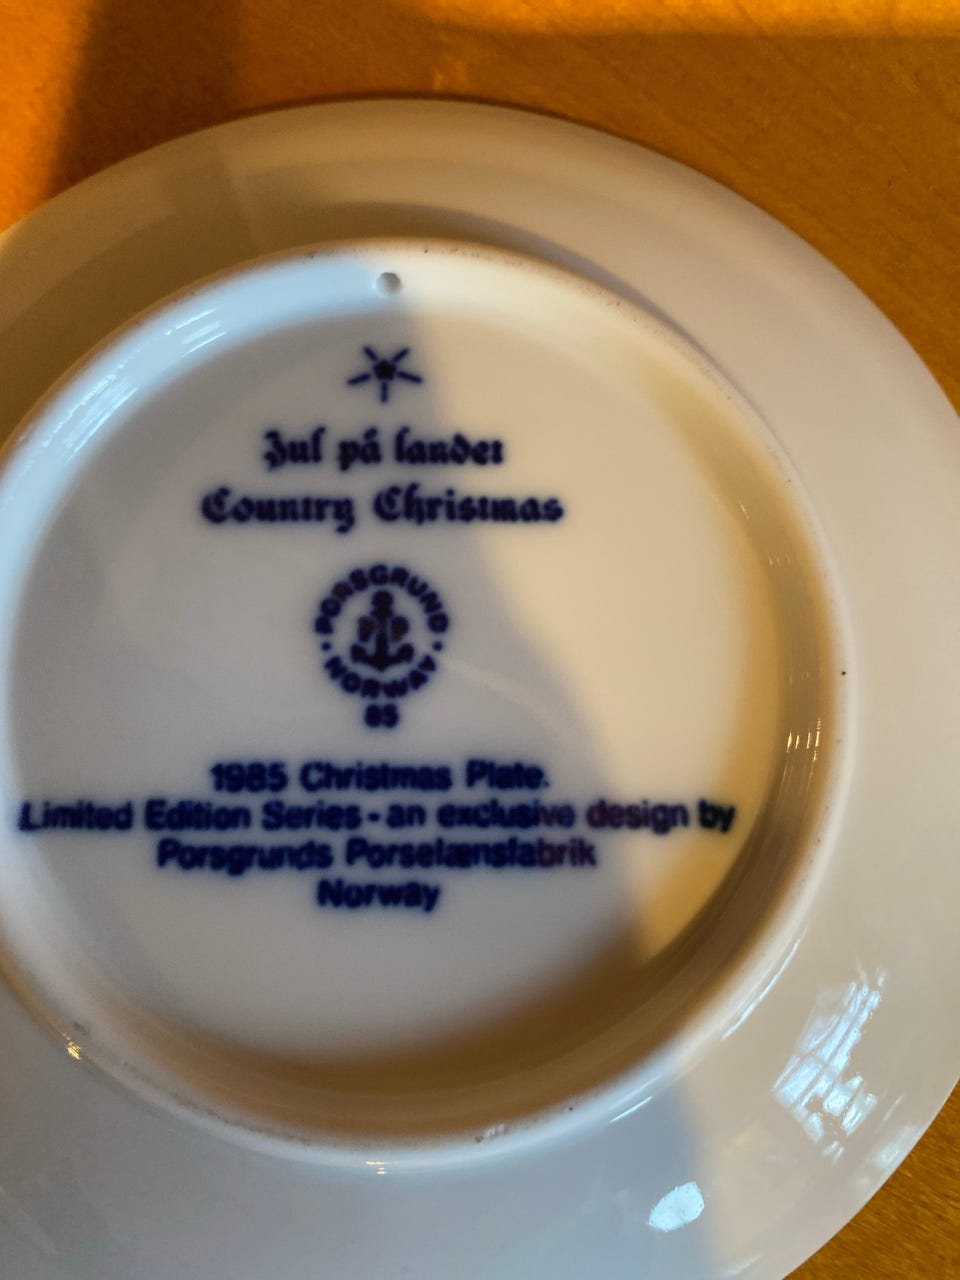 Jul på landet
Country Christmas
PORSGRUND
PP
NORWAY
85
1985 Christmas Plate.
Limited Edition Series - an exclusive design by
Porsgrunds Porselænsfabrik
Norway